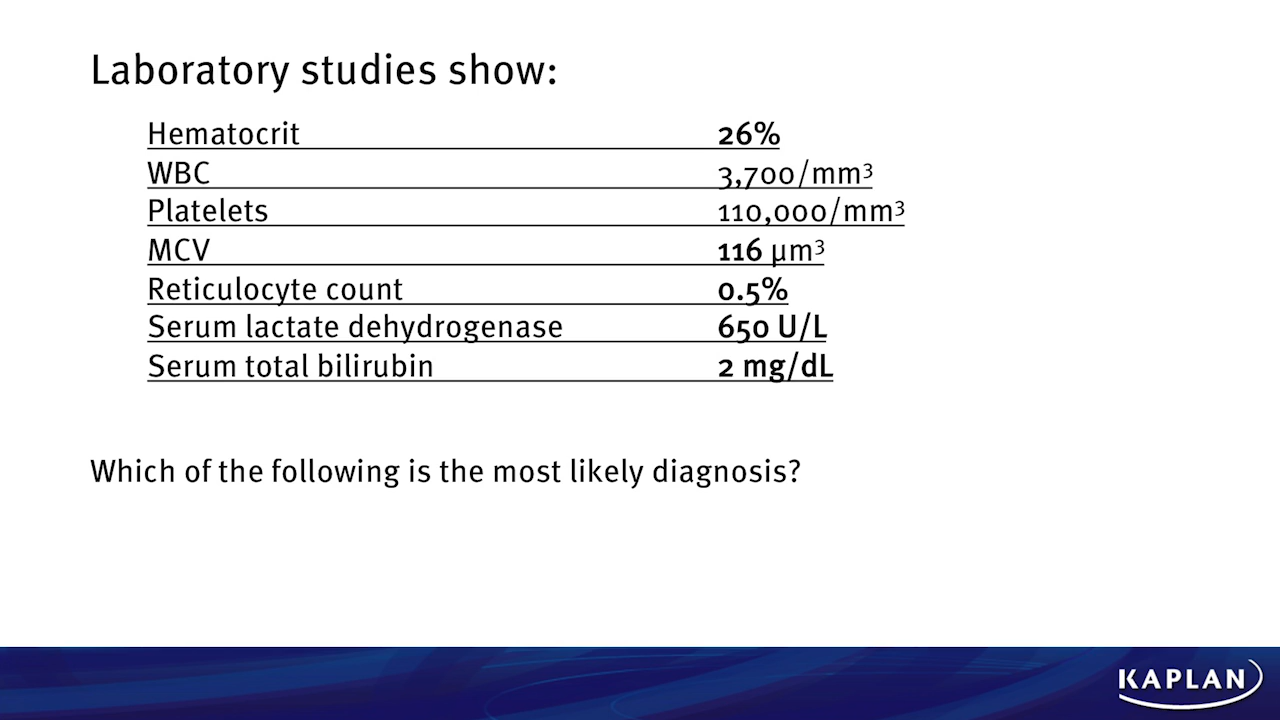 Laboratory studies show:
Hematocrit 26%
WBC 3,700/mm³
Platelets 110,000/mm³
MCV 116 µm³
Reticulocyte count 0.5%
Serum lactate dehydrogenase 650 U/L
Serum total bilirubin 2 mg/dL
Which of the following is the most likely diagnosis?
KAPLAN